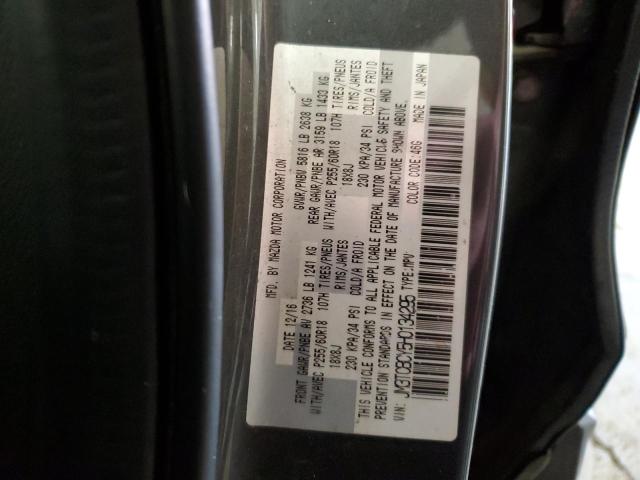 MFD. BY MAZDA MOTOR CORPORATION
DATE 12/16 GVWR/PNBV 5816 LB 2638 KG
FRONT GAWR/PNBE AV 2736 LB 1241 KG REAR GAWR/PNBE AR 3159 LB 1433 KG
WITH/AVEC P255/60R18 107H TIRES/PNEUS WITH/AVEC P255/60R18 107H TIRES/PNEUS
18X8J RIMS/JANTES 18X8J RIMS/JANTES
230 KPA/34 PSI COLD/A FROID 230 KPA/34 PSI COLD/A FROID
THIS VEHICLE CONFORMS TO ALL APPLICABLE FEDERAL MOTOR VEHICLE SAFETY AND THEFT
PREVENTION STANDARDS IN EFFECT ON THE DATE OF MANUFACTURE SHOWN ABOVE.
VIN: JM3TCBCY5H0134295 TYPE:MPV COLOR CODE:46G MADE IN JAPAN